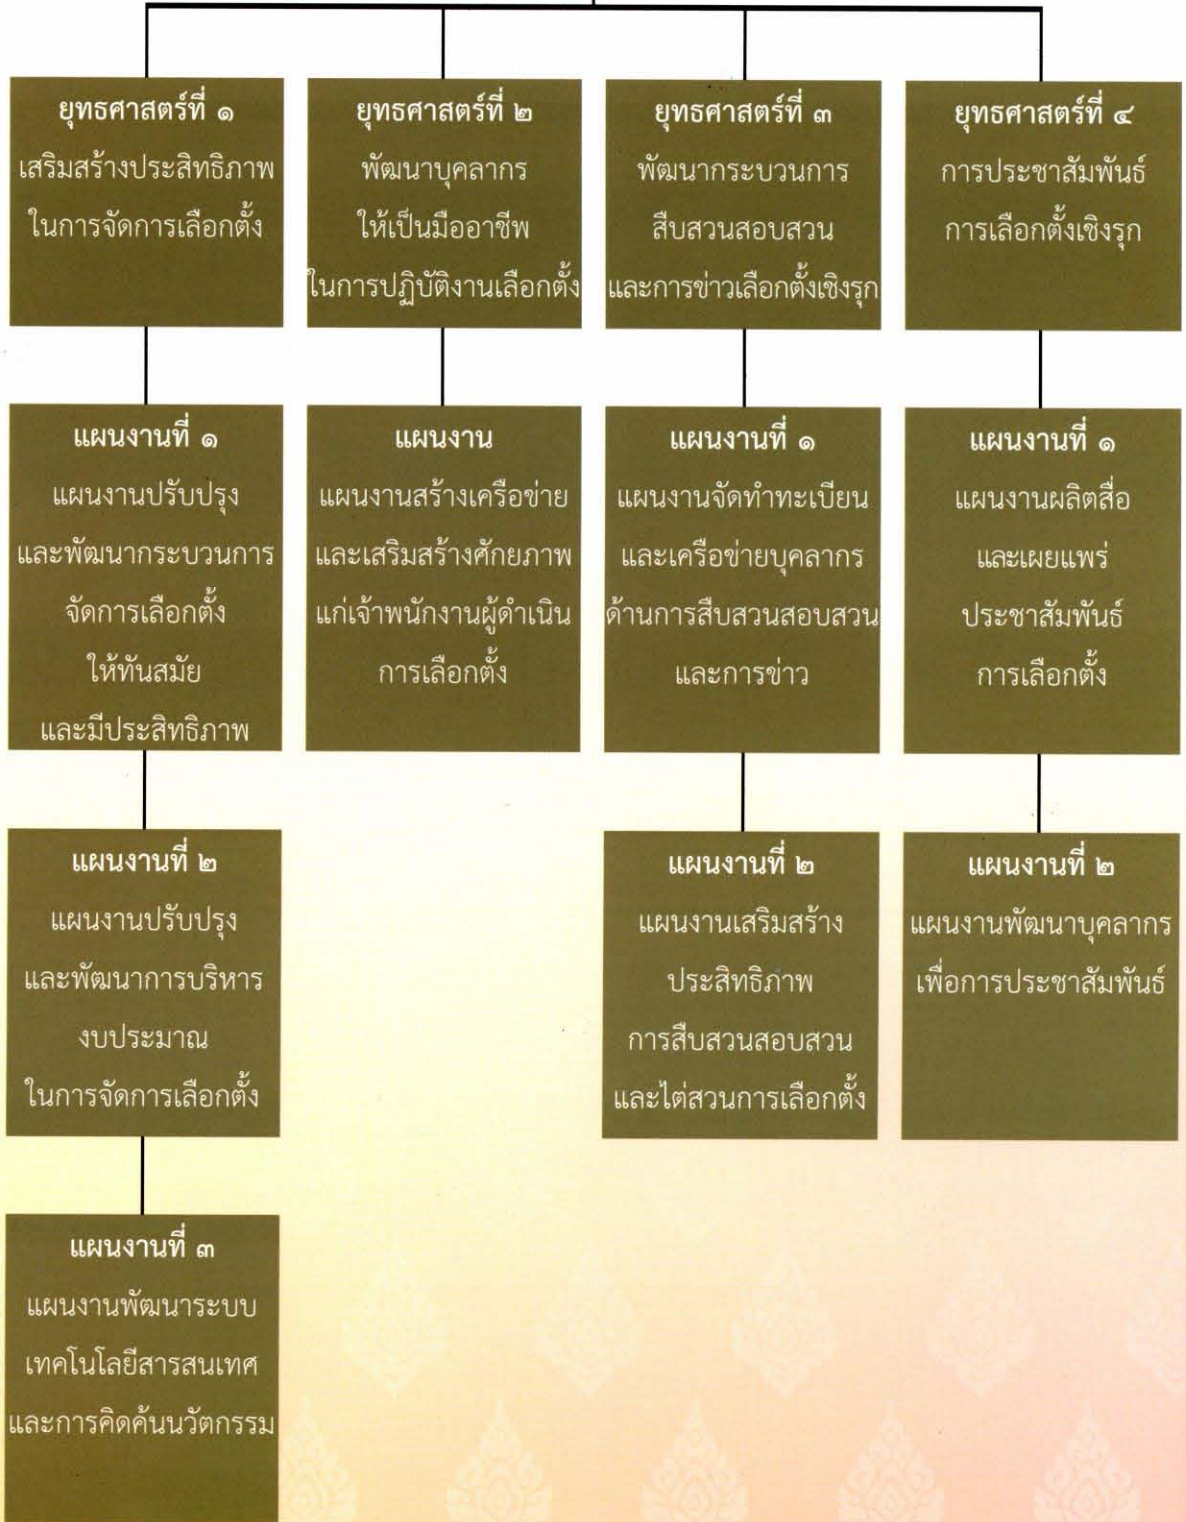 ยุทธศาสตร์ที่ ๑
เสริมสร้างประสิทธิภาพ
ในการจัดการเลือกตั้ง
ยุทธศาสตร์ที่ ๒
พัฒนาบุคลากร
ให้เป็นมืออาชีพ
ในการปฏิบัติงานเลือกตั้ง
ยุทธศาสตร์ที่ ๓
พัฒนากระบวนการ
สืบสวนสอบสวน
และการข่าวเลือกตั้งเชิงรุก
ยุทธศาสตร์ที่ ๔
การประชาสัมพันธ์
การเลือกตั้งเชิงรุก
แผนงานที่ ๑
แผนงานปรับปรุง
และพัฒนากระบวนการ
จัดการเลือกตั้ง
ให้ทันสมัย
และมีประสิทธิภาพ
แผนงาน
แผนงานสร้างเครือข่าย
และเสริมสร้างศักยภาพ
แก่เจ้าพนักงานผู้ดำเนิน
การเลือกตั้ง
แผนงานที่ ๑
แผนงานจัดทำทะเบียน
และเครือข่ายบุคลากร
ด้านการสืบสวนสอบสวน
และการข่าว
แผนงานที่ ๑
แผนงานผลิตสื่อ
และเผยแพร่
ประชาสัมพันธ์
การเลือกตั้ง
แผนงานที่ ๒
แผนงานปรับปรุง
และพัฒนาการบริหาร
งบประมาณ
ในการจัดการเลือกตั้ง
แผนงานที่ ๒
แผนงานเสริมสร้าง
ประสิทธิภาพ
การสืบสวนสอบสวน
และไต่สวนการเลือกตั้ง
แผนงานที่ ๒
แผนงานพัฒนาบุคลากร
เพื่อการประชาสัมพันธ์
แผนงานที่ ๓
แผนงานพัฒนาระบบ
เทคโนโลยีสารสนเทศ
และการคิดค้นนวัตกรรม